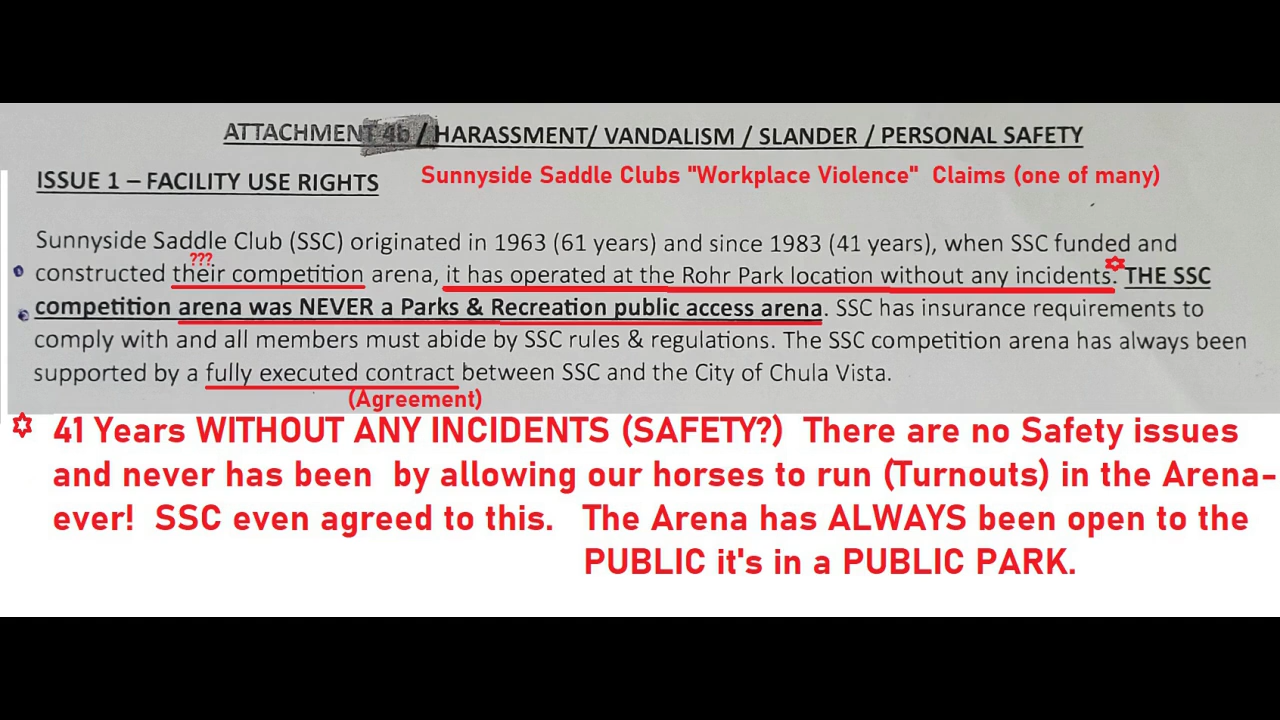 ATTACHMENT 4b / HARASSMENT/ VANDALISM / SLANDER / PERSONAL SAFETY
ISSUE 1 – FACILITY USE RIGHTS
Sunnyside Saddle Clubs "Workplace Violence" Claims (one of many)
Sunnyside Saddle Club (SSC) originated in 1963 (61 years) and since 1983 (41 years), when SSC funded and
???
constructed their competition arena, it has operated at the Rohr Park location without any incidents. THE SSC
competition arena was NEVER a Parks & Recreation public access arena. SSC has insurance requirements to
comply with and all members must abide by SSC rules & regulations. The SSC competition arena has always been
supported by a fully executed contract between SSC and the City of Chula Vista.
(Agreement)
41 Years WITHOUT ANY INCIDENTS (SAFETY?) There are no Safety issues
and never has been by allowing our horses to run (Turnouts) in the Arena-
ever! SSC even agreed to this. The Arena has ALWAYS been open to the
PUBLIC it's in a PUBLIC PARK.